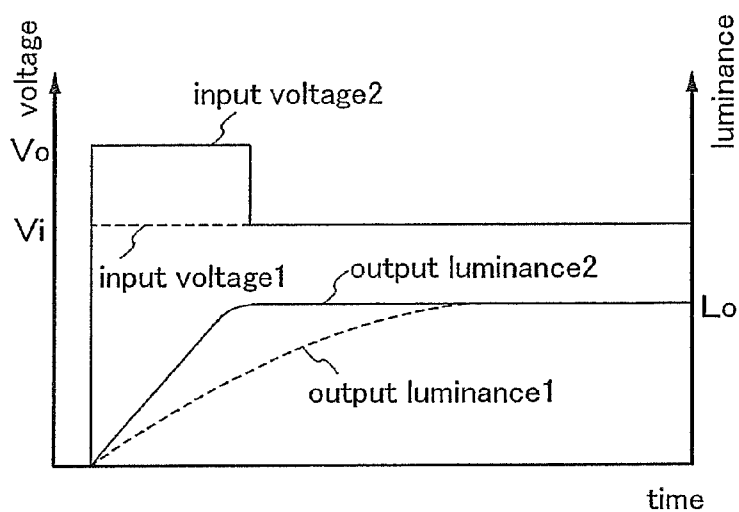 voltage
luminance
input voltage2
Vo
Vi
input voltage1
output luminance2
Lo
output luminance1
time